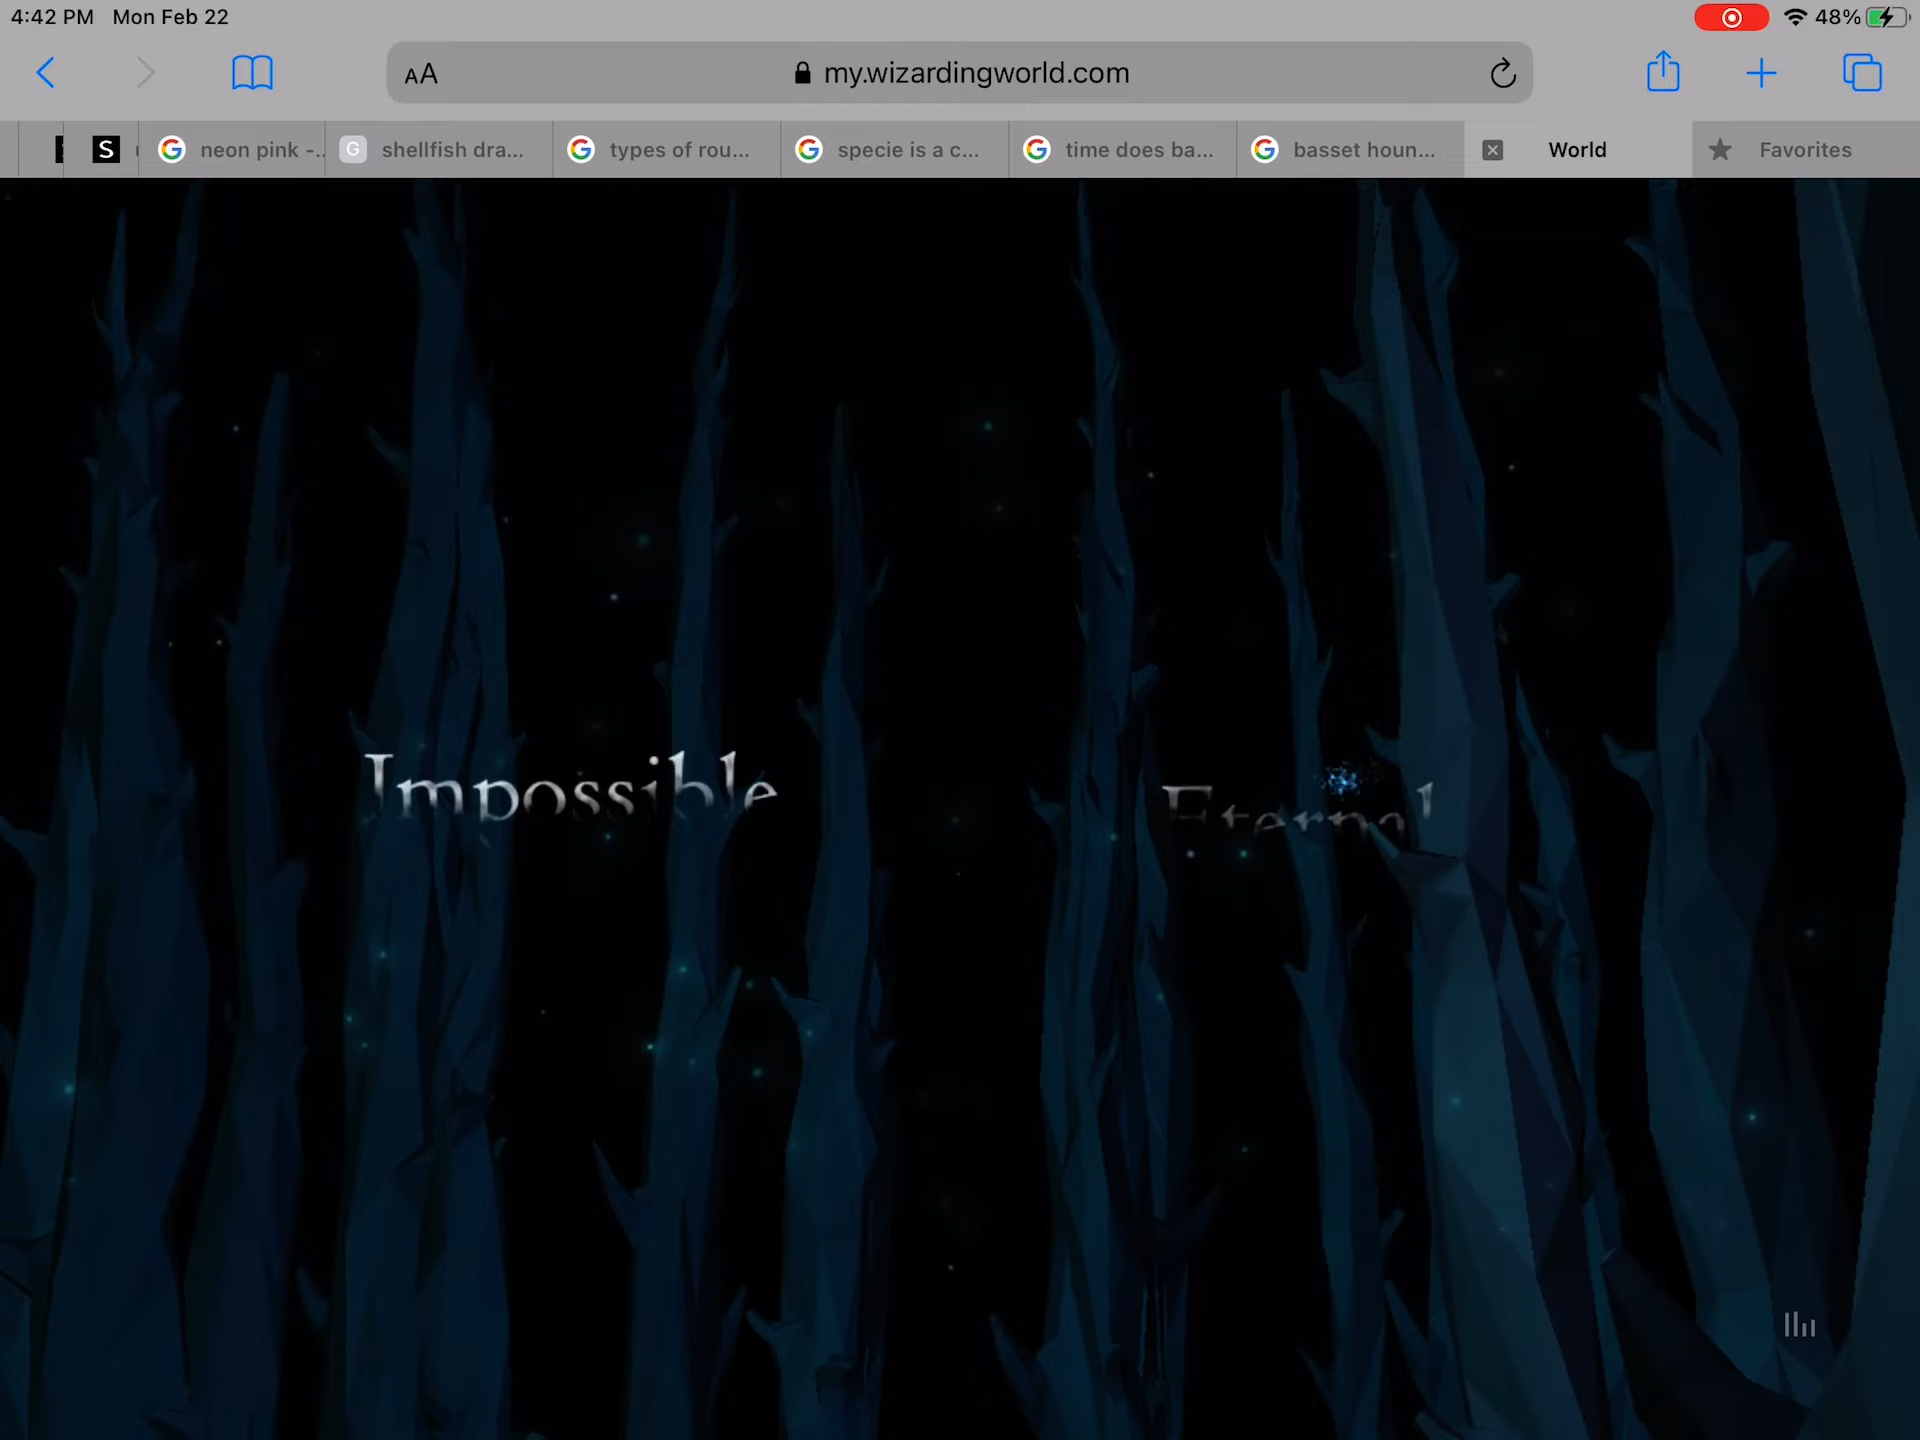 4:42 PM Mon Feb 22
48%
AA
my.wizardingworld.com
S
neon pink -...
G
shellfish dra...
types of rou...
specie is a c...
time does ba...
basset houn...
World
Favorites
Impossible
Eternal